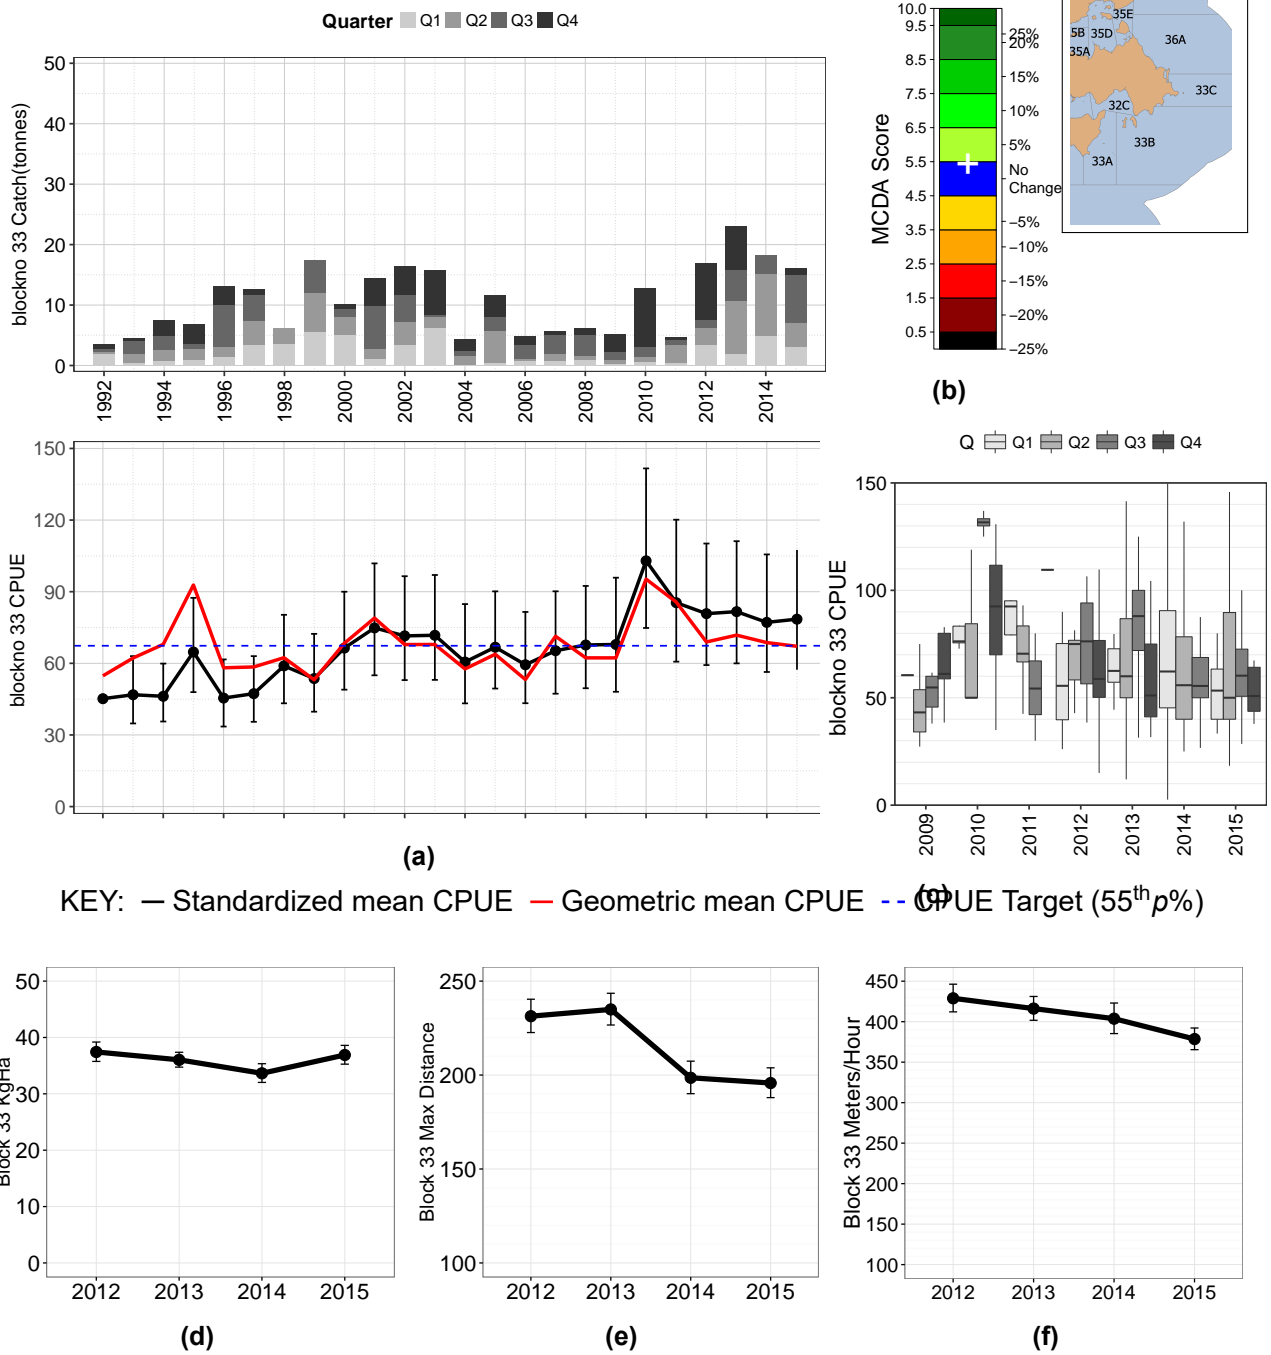 Quarter Q1 Q2 Q3 Q4
blockno 33 Catch(tonnes)
50
40
30
20
10
0
1992
1994
1996
1998
2000
2002
2004
2006
2008
2010
2012
2014
MCDA Score
10.0
9.5
8.5
7.5
6.5
5.5
4.5
3.5
2.5
1.5
0.5
25%
20%
15%
10%
5%
No
Change
−5%
−10%
−15%
−20%
−25%
(b)
35E
5B 35D
36A
35A
33C
32C
33B
33A
blockno 33 CPUE
150
120
90
60
30
0
(a)
Q Q1 Q2 Q3 Q4
blockno 33 CPUE
150
100
50
0
2009
2010
2011
2012
2013
2014
2015
(c)
KEY: Standardized mean CPUE Geometric mean CPUE CPUE Target (55th p%)
Block 33 KgHa
50
40
30
20
10
0
2012 2013 2014 2015
(d)
Block 33 Max Distance
250
200
150
100
2012 2013 2014 2015
(e)
Block 33 Meters/Hour
450
400
350
300
250
200
150
100
2012 2013 2014 2015
(f)